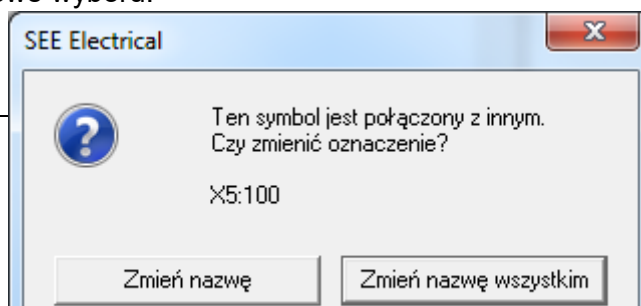 SEE Electrical
Ten symbol jest połączony z innym.
Czy zmienić oznaczenie?
X5:100
Zmień nazwę
Zmień nazwę wszystkim